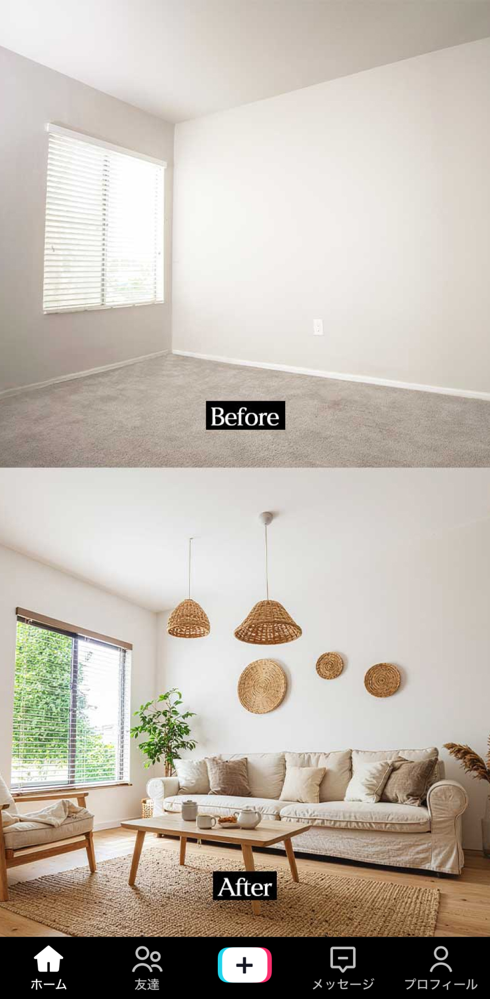 Before
After
ホーム
友達
メッセージ
プロフィール